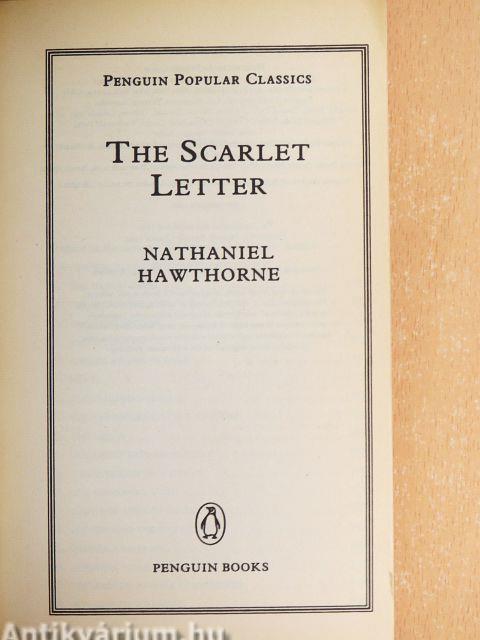 PENGUIN POPULAR CLASSICS
THE SCARLET
LETTER
NATHANIEL
HAWTHORNE
PENGUIN BOOKS
Antikvárium.hu